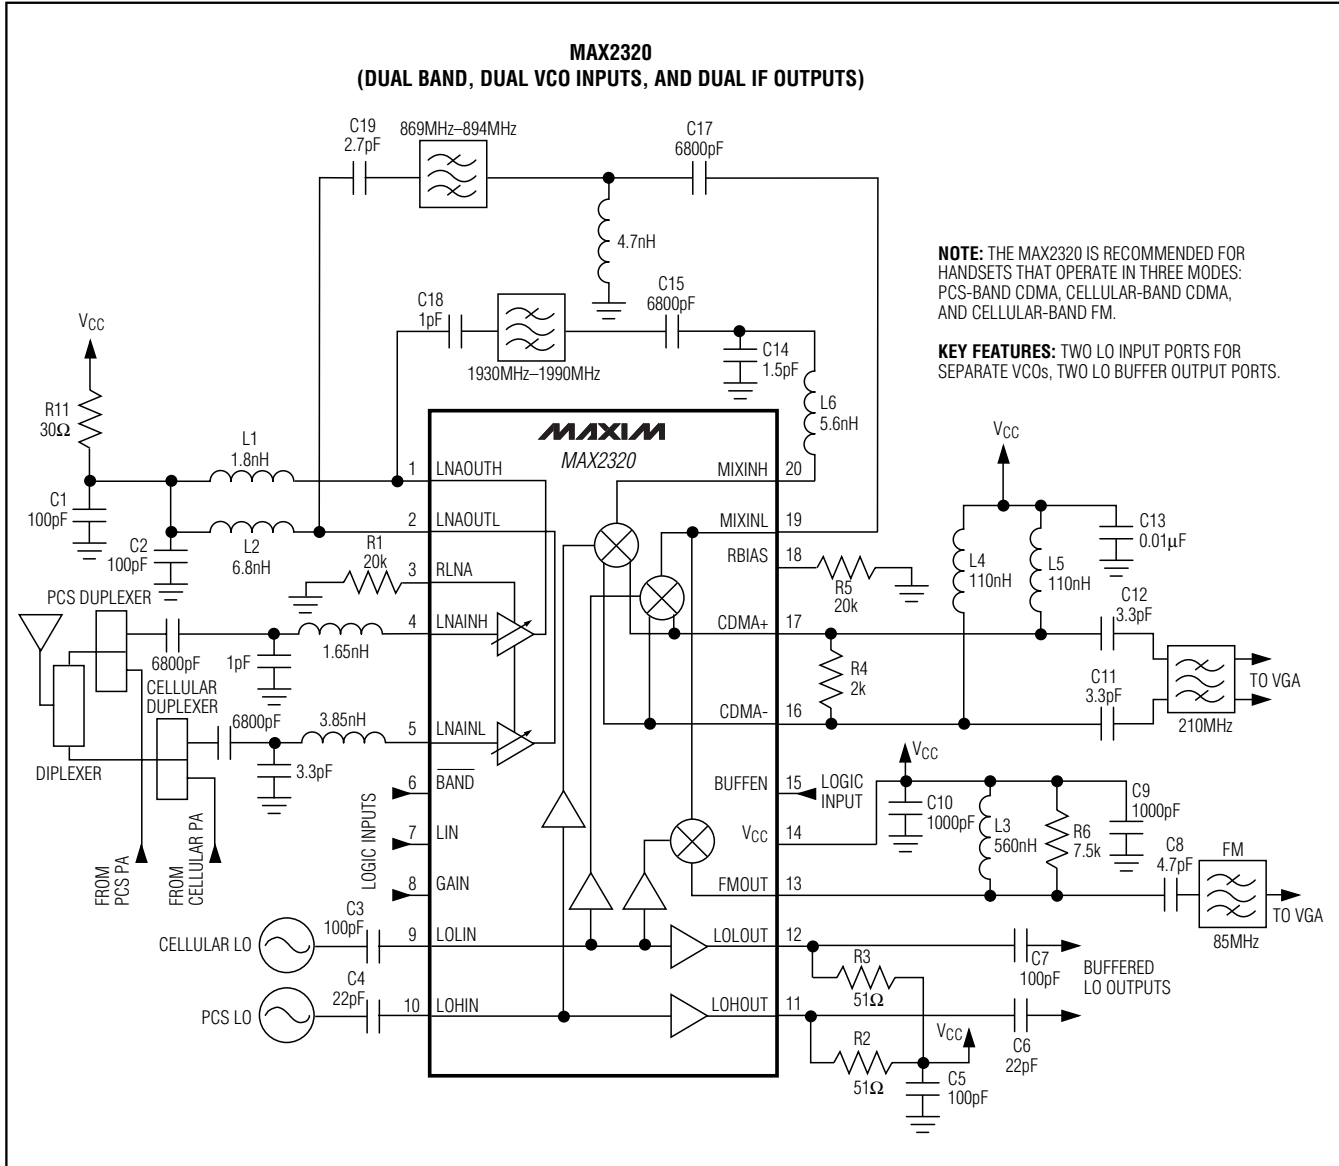 MAX2320
(DUAL BAND, DUAL VCO INPUTS, AND DUAL IF OUTPUTS)
C19
2.7pF
869MHz–894MHz
C17
6800pF
4.7nH
NOTE: THE MAX2320 IS RECOMMENDED FOR
HANDSETS THAT OPERATE IN THREE MODES:
PCS-BAND CDMA, CELLULAR-BAND CDMA,
AND CELLULAR-BAND FM.
KEY FEATURES: TWO LO INPUT PORTS FOR
SEPARATE VCOs, TWO LO BUFFER OUTPUT PORTS.
C18
1pF
1930MHz–1990MHz
C15
6800pF
C14
1.5pF
L6
5.6nH
VCC
R11
30Ω
L1
1.8nH
C1
100pF
C2
100pF
L2
6.8nH
R1
20k
MAXIM
MAX2320
1 LNAOUTH
2 LNAOUTL
3 RLNA
4 LNAINH
5 LNAINL
6 BAND
7 LIN
8 GAIN
9 LOLIN
10 LOHIN
MIXINH 20
MIXINL 19
RBIAS 18
CDMA+ 17
CDMA- 16
BUFFEN 15
VCC 14
FMOUT 13
LOLOUT 12
LOHOUT 11
PCS DUPLEXER
6800pF
1pF
1.65nH
CELLULAR
DUPLEXER
6800pF
3.85nH
3.3pF
DIPLEXER
FROM
PCS PA
FROM
CELLULAR PA
LOGIC INPUTS
CELLULAR LO
C3
100pF
PCS LO
C4
22pF
VCC
L4
110nH
L5
110nH
C13
0.01µF
R5
20k
R4
2k
C12
3.3pF
C11
3.3pF
210MHz
TO VGA
LOGIC
INPUT
VCC
C10
1000pF
L3
560nH
R6
7.5k
C9
1000pF
C8
4.7pF
FM
85MHz
TO VGA
R3
51Ω
C7
100pF
BUFFERED
LO OUTPUTS
R2
51Ω
VCC
C6
22pF
C5
100pF